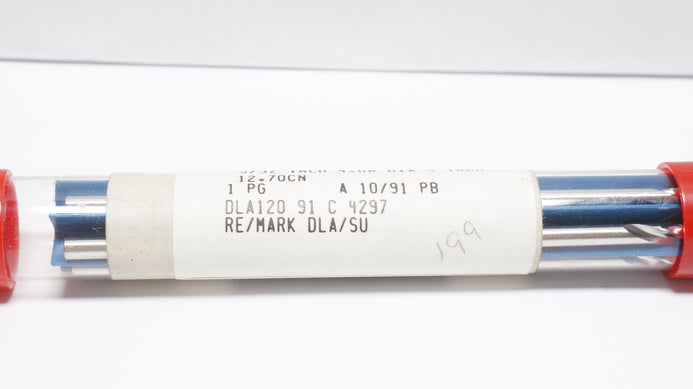 12.70CN
1 PG A 10/91 PB
DLA120 91 C 4297
RE/MARK DLA/SU
199